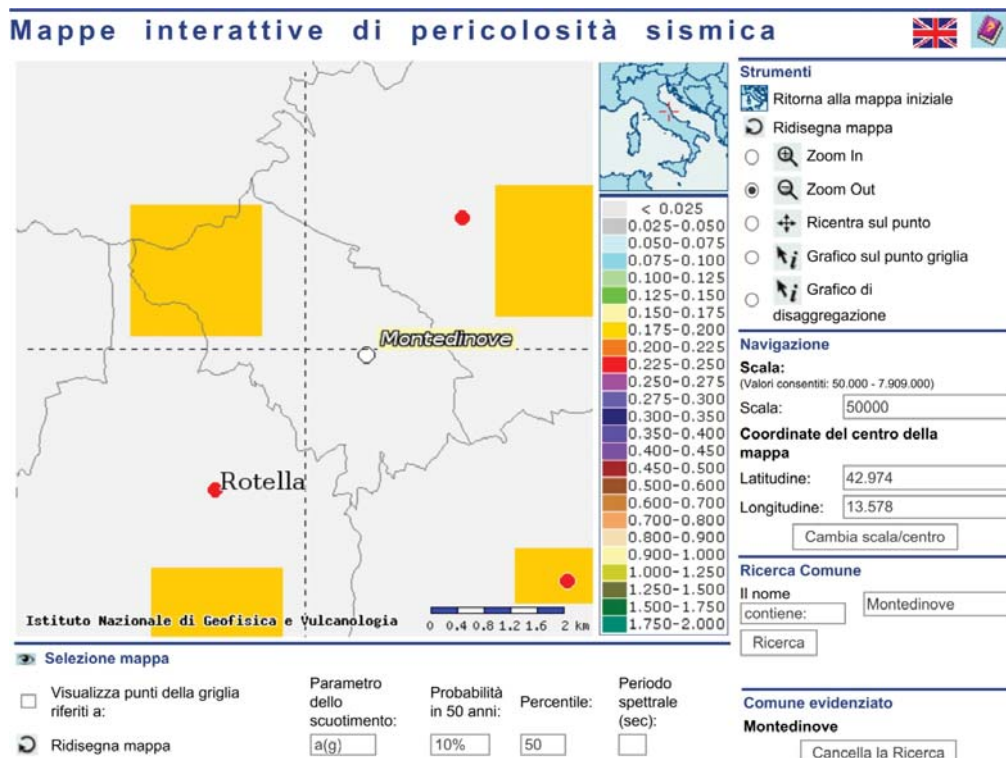 Mappe interattive di pericolosità sismica
Montedinove
Rotella
Istituto Nazionale di Geofisica e Vulcanologia
0 0.4 0.8 1.2 1.6 2 km
< 0.025
0.025-0.050
0.050-0.075
0.075-0.100
0.100-0.125
0.125-0.150
0.150-0.175
0.175-0.200
0.200-0.225
0.225-0.250
0.250-0.275
0.275-0.300
0.300-0.350
0.350-0.400
0.400-0.450
0.450-0.500
0.500-0.600
0.600-0.700
0.700-0.800
0.800-0.900
0.900-1.000
1.000-1.250
1.250-1.500
1.500-1.750
1.750-2.000
Strumenti
Ritorna alla mappa iniziale
Ridisegna mappa
Zoom In
Zoom Out
Ricentra sul punto
Grafico sul punto griglia
Grafico di
disaggregazione
Navigazione
Scala:
(Valori consentiti: 50.000 - 7.909.000)
Scala: 50000
Coordinate del centro della
mappa
Latitudine: 42.974
Longitudine: 13.578
Cambia scala/centro
Ricerca Comune
Il nome
contiene: Montedinove
Ricerca
Comune evidenziato
Montedinove
Cancella la Ricerca
Selezione mappa
Visualizza punti della griglia
riferiti a:
Ridisegna mappa
Parametro
dello
scuotimento:
a(g)
Probabilità
in 50 anni:
10%
Percentile:
50
Periodo
spettrale
(sec):